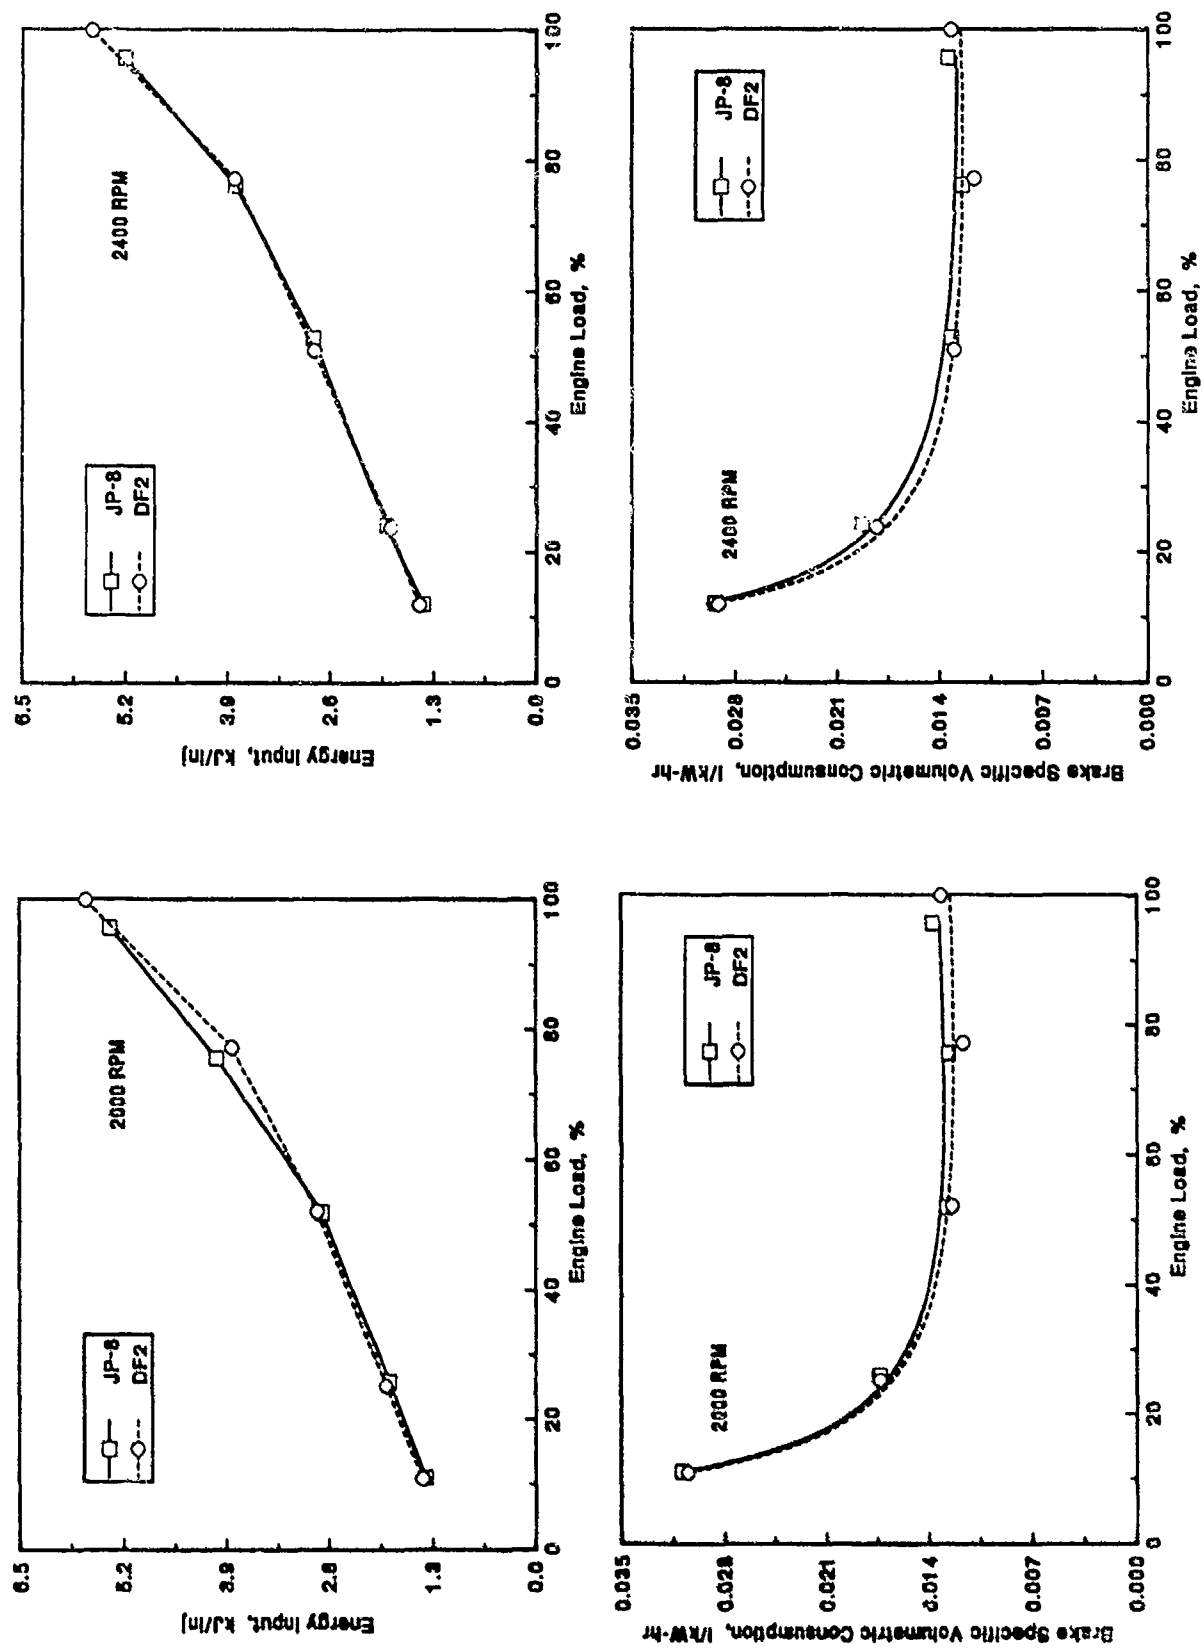 6.5
5.2
3.9
2.6
1.3
0.0
Energy Input, kJ/inj
JP-8
DF2
2000 RPM
0
20
40
60
80
100
Engine Load, %
6.5
5.2
3.9
2.6
1.3
0.0
Energy Input, kJ/inj
JP-8
DF2
2400 RPM
0
20
40
60
80
100
Engine Load, %
0.035
0.028
0.021
0.014
0.007
0.000
Brake Specific Volumetric Consumption, l/kW-hr
2000 RPM
JP-8
DF2
0
20
40
60
80
100
Engine Load, %
0.035
0.028
0.021
0.014
0.007
0.000
Brake Specific Volumetric Consumption, l/kW-hr
2400 RPM
JP-8
DF2
0
20
40
60
80
100
Engine Load, %